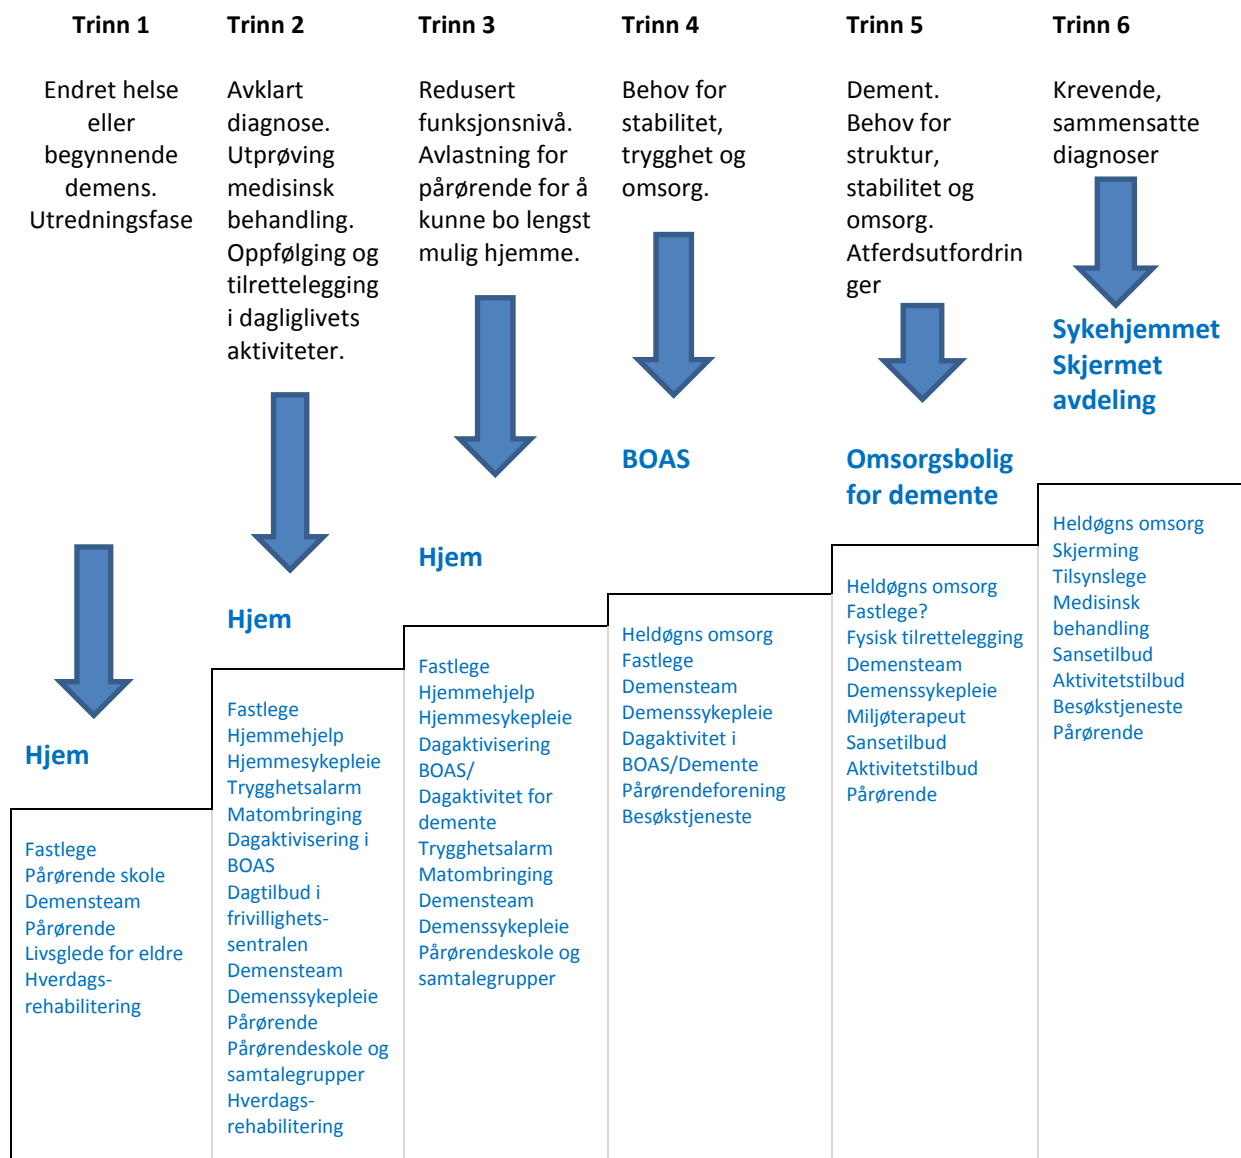 Trinn 1
Endret helse
eller
begynnende
demens.
Utredningsfase
Hjem
Fastlege
Pårørende skole
Demensteam
Pårørende
Livsglede for eldre
Hverdags-
rehabilitering
Trinn 2
Avklart
diagnose.
Utprøving
medisinsk
behandling.
Oppfølging og
tilrettelegging
i dagliglivets
aktiviteter.
Hjem
Fastlege
Hjemmehjelp
Hjemmesykepleie
Trygghetsalarm
Matombringing
Dagaktivisering i
BOAS
Dagtilbud i
frivillighets-
sentralen
Demensteam
Demenssykepleie
Pårørende
Pårørendeskole og
samtalegrupper
Hverdags-
rehabilitering
Trinn 3
Redusert
funksjonsnivå.
Avlastning for
pårørende for å
kunne bo lengst
mulig hjemme.
Hjem
Fastlege
Hjemmehjelp
Hjemmesykepleie
Dagaktivisering
BOAS/
Dagaktivitet for
demente
Trygghetsalarm
Matombringing
Demensteam
Demenssykepleie
Pårørendeskole og
samtalegrupper
Trinn 4
Behov for
stabilitet,
trygghet og
omsorg.
BOAS
Heldøgns omsorg
Fastlege
Demensteam
Demenssykepleie
Dagaktivitet i
BOAS/Demente
Pårørendeforening
Besøkstjeneste
Trinn 5
Dement.
Behov for
struktur,
stabilitet og
omsorg.
Atferdsutfordrin
ger
Omsorgsbolig
for demente
Heldøgns omsorg
Fastlege?
Fysisk tilrettelegging
Demensteam
Demenssykepleie
Miljøterapeut
Sansetilbud
Aktivitetstilbud
Pårørende
Trinn 6
Krevende,
sammensatte
diagnoser
Sykehjemmet
Skjermet
avdeling
Heldøgns omsorg
Skjerming
Tilsynslege
Medisinsk
behandling
Sansetilbud
Aktivitetstilbud
Besøkstjeneste
Pårørende